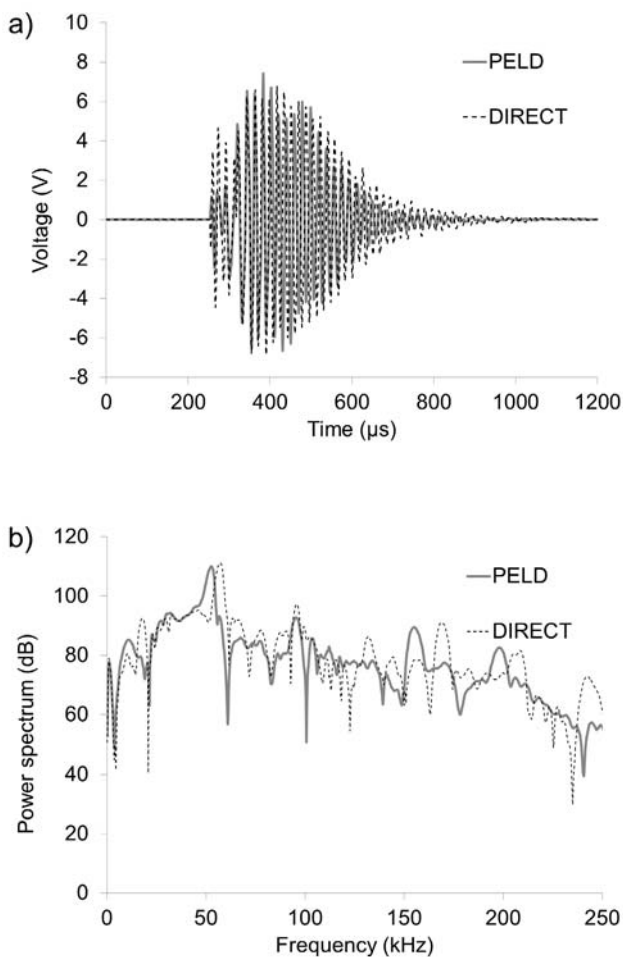 a)
10
8
6
4
2
0
-2
-4
-6
-8
Voltage (V)
PELD
DIRECT
0 200 400 600 800 1000 1200
Time (µs)
b)
120
100
80
60
40
20
0
Power spectrum (dB)
PELD
DIRECT
0 50 100 150 200 250
Frequency (kHz)